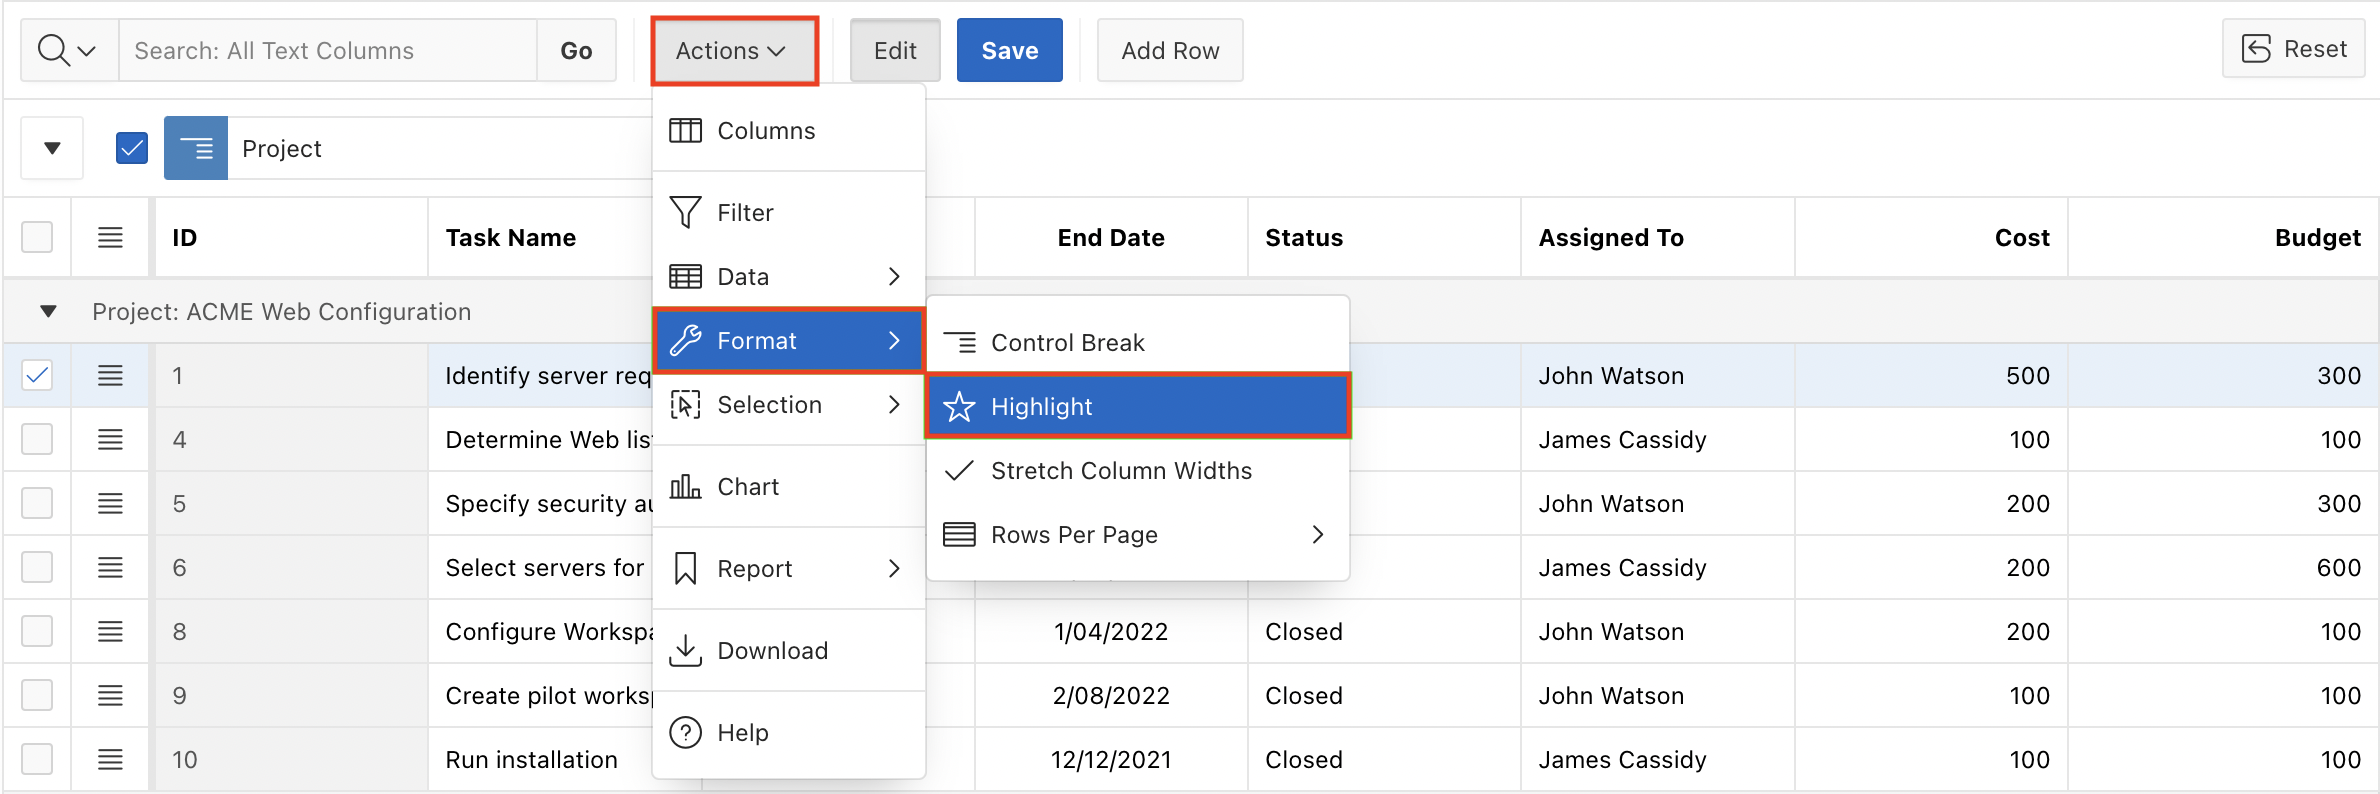 Search: All Text Columns
Go
Actions
Edit
Save
Add Row
Reset
Project
Columns
Filter
Data
Format
Selection
Chart
Report
Download
Help
Control Break
Highlight
Stretch Column Widths
Rows Per Page
ID Task Name End Date Status Assigned To Cost Budget
Project: ACME Web Configuration
1 Identify server req John Watson 500 300
4 Determine Web list James Cassidy 100 100
5 Specify security au John Watson 200 300
6 Select servers for James Cassidy 200 600
8 Configure Workspa 1/04/2022 Closed John Watson 200 100
9 Create pilot worksp 2/08/2022 Closed John Watson 100 100
10 Run installation 12/12/2021 Closed James Cassidy 100 100